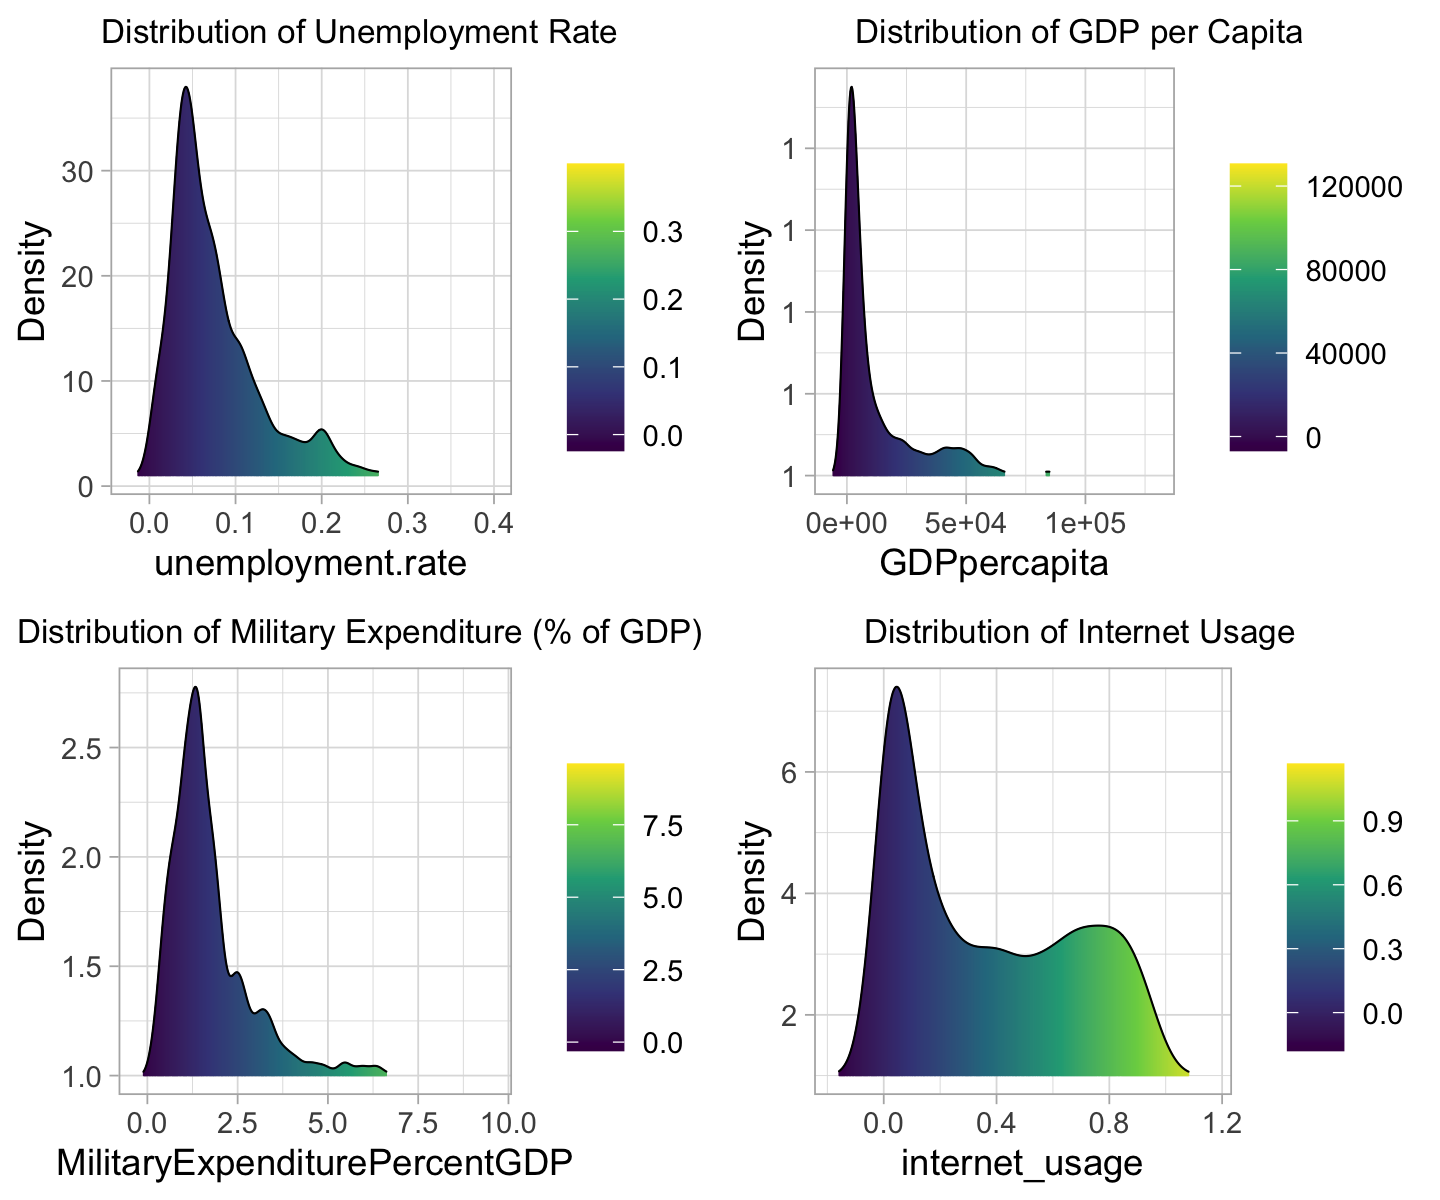 Distribution of Unemployment Rate
Density
30
20
10
0
0.0 0.1 0.2 0.3 0.4
unemployment.rate
0.3
0.2
0.1
0.0
Distribution of GDP per Capita
Density
1
1
1
1
1
0e+00 5e+04 1e+05
GDPpercapita
120000
80000
40000
0
Distribution of Military Expenditure (% of GDP)
Density
2.5
2.0
1.5
1.0
0.0 2.5 5.0 7.5 10.0
MilitaryExpenditurePercentGDP
7.5
5.0
2.5
0.0
Distribution of Internet Usage
Density
6
4
2
0.0 0.4 0.8 1.2
internet_usage
0.9
0.6
0.3
0.0